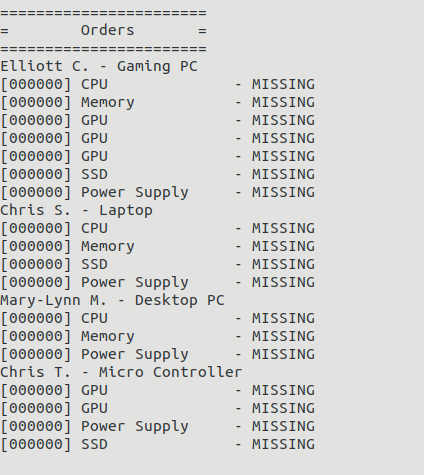 =======================
=        Orders       =
=======================
Elliott C. - Gaming PC
[000000] CPU              - MISSING
[000000] Memory           - MISSING
[000000] GPU              - MISSING
[000000] GPU              - MISSING
[000000] GPU              - MISSING
[000000] SSD              - MISSING
[000000] Power Supply     - MISSING
Chris S. - Laptop
[000000] CPU              - MISSING
[000000] Memory           - MISSING
[000000] SSD              - MISSING
[000000] Power Supply     - MISSING
Mary-Lynn M. - Desktop PC
[000000] CPU              - MISSING
[000000] Memory           - MISSING
[000000] Power Supply     - MISSING
Chris T. - Micro Controller
[000000] GPU              - MISSING
[000000] GPU              - MISSING
[000000] Power Supply     - MISSING
[000000] SSD              - MISSING